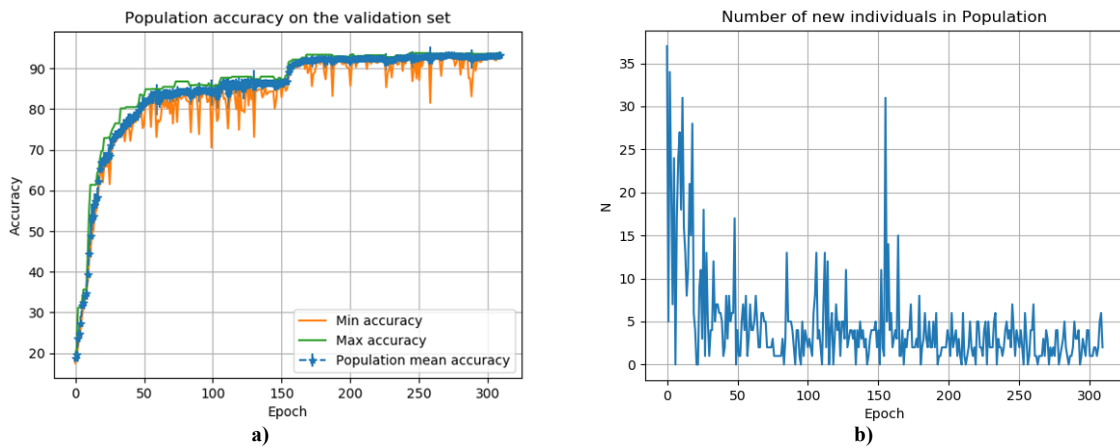 Population accuracy on the validation set
90
80
70
60
50
40
30
20
Accuracy
Min accuracy
Max accuracy
Population mean accuracy
0 50 100 150 200 250 300
Epoch
a)
Number of new individuals in Population
35
30
25
20
15
10
5
0
N
0 50 100 150 200 250 300
Epoch
b)